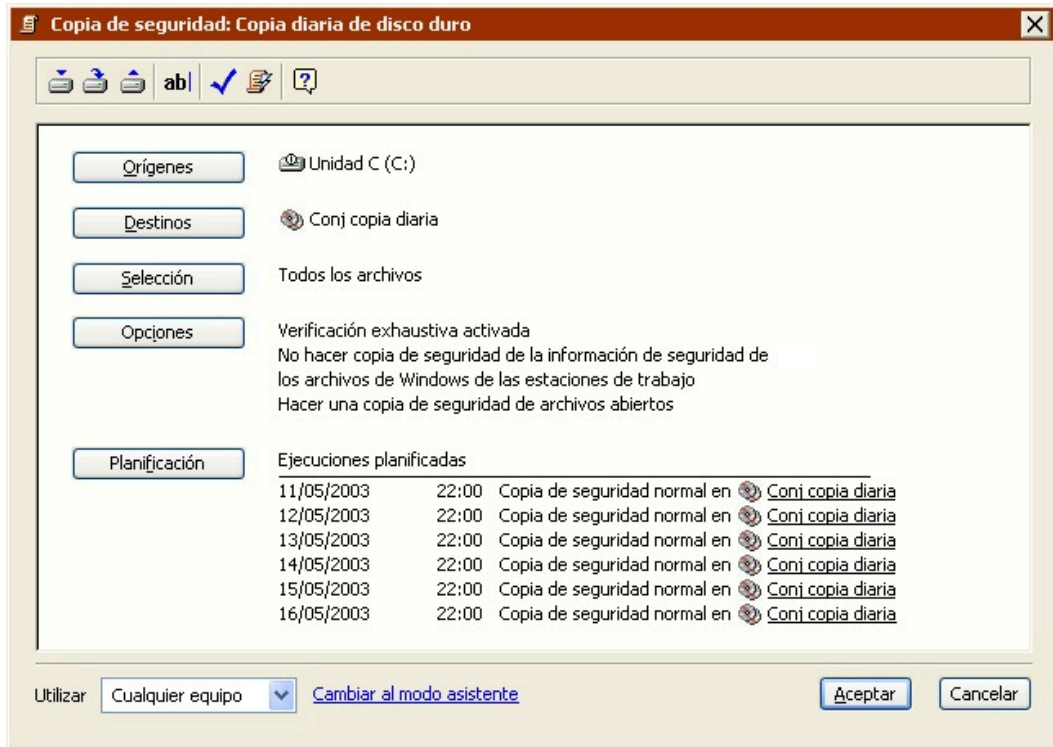 Copia de seguridad: Copia diaria de disco duro
ab|
Orígenes Unidad C (C:)
Destinos Conj copia diaria
Selección Todos los archivos
Opciones Verificación exhaustiva activada
No hacer copia de seguridad de la información de seguridad de
los archivos de Windows de las estaciones de trabajo
Hacer una copia de seguridad de archivos abiertos
Planificación Ejecuciones planificadas
11/05/2003 22:00 Copia de seguridad normal en Conj copia diaria
12/05/2003 22:00 Copia de seguridad normal en Conj copia diaria
13/05/2003 22:00 Copia de seguridad normal en Conj copia diaria
14/05/2003 22:00 Copia de seguridad normal en Conj copia diaria
15/05/2003 22:00 Copia de seguridad normal en Conj copia diaria
16/05/2003 22:00 Copia de seguridad normal en Conj copia diaria
Utilizar Cualquier equipo Cambiar al modo asistente Aceptar Cancelar